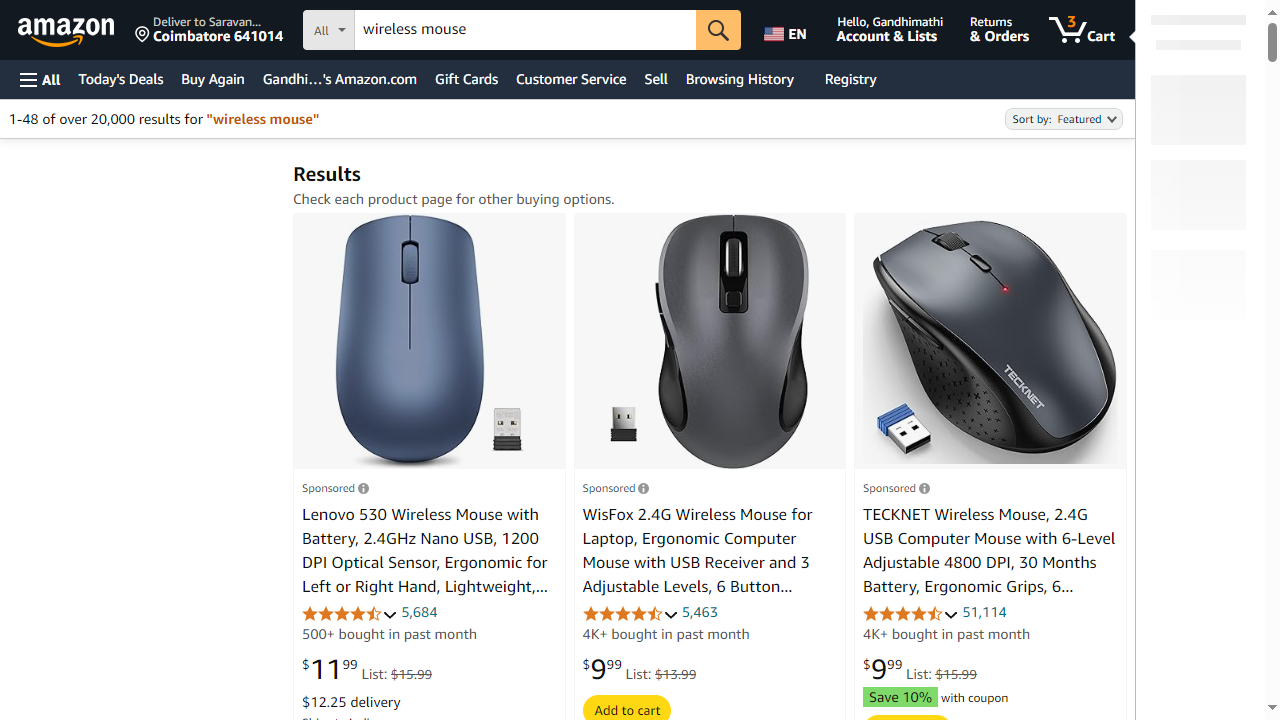 amazon
Deliver to Saravan...
Coimbatore 641014
All
wireless mouse
EN
Hello, Gandhimathi
Account & Lists
Returns
& Orders
3
Cart
All
Today's Deals
Buy Again
Gandhi...'s Amazon.com
Gift Cards
Customer Service
Sell
Browsing History
Registry
1-48 of over 20,000 results for "wireless mouse"
Sort by: Featured
Results
Check each product page for other buying options.
TECKNET
Sponsored
Lenovo 530 Wireless Mouse with
Battery, 2.4GHz Nano USB, 1200
DPI Optical Sensor, Ergonomic for
Left or Right Hand, Lightweight,...
5,684
500+ bought in past month
$11 99 List: $15.99
$12.25 delivery
Sponsored
WisFox 2.4G Wireless Mouse for
Laptop, Ergonomic Computer
Mouse with USB Receiver and 3
Adjustable Levels, 6 Button...
5,463
4K+ bought in past month
$9 99 List: $13.99
Add to cart
Sponsored
TECKNET Wireless Mouse, 2.4G
USB Computer Mouse with 6-Level
Adjustable 4800 DPI, 30 Months
Battery, Ergonomic Grips, 6...
51,114
4K+ bought in past month
$9 99 List: $15.99
Save 10% with coupon